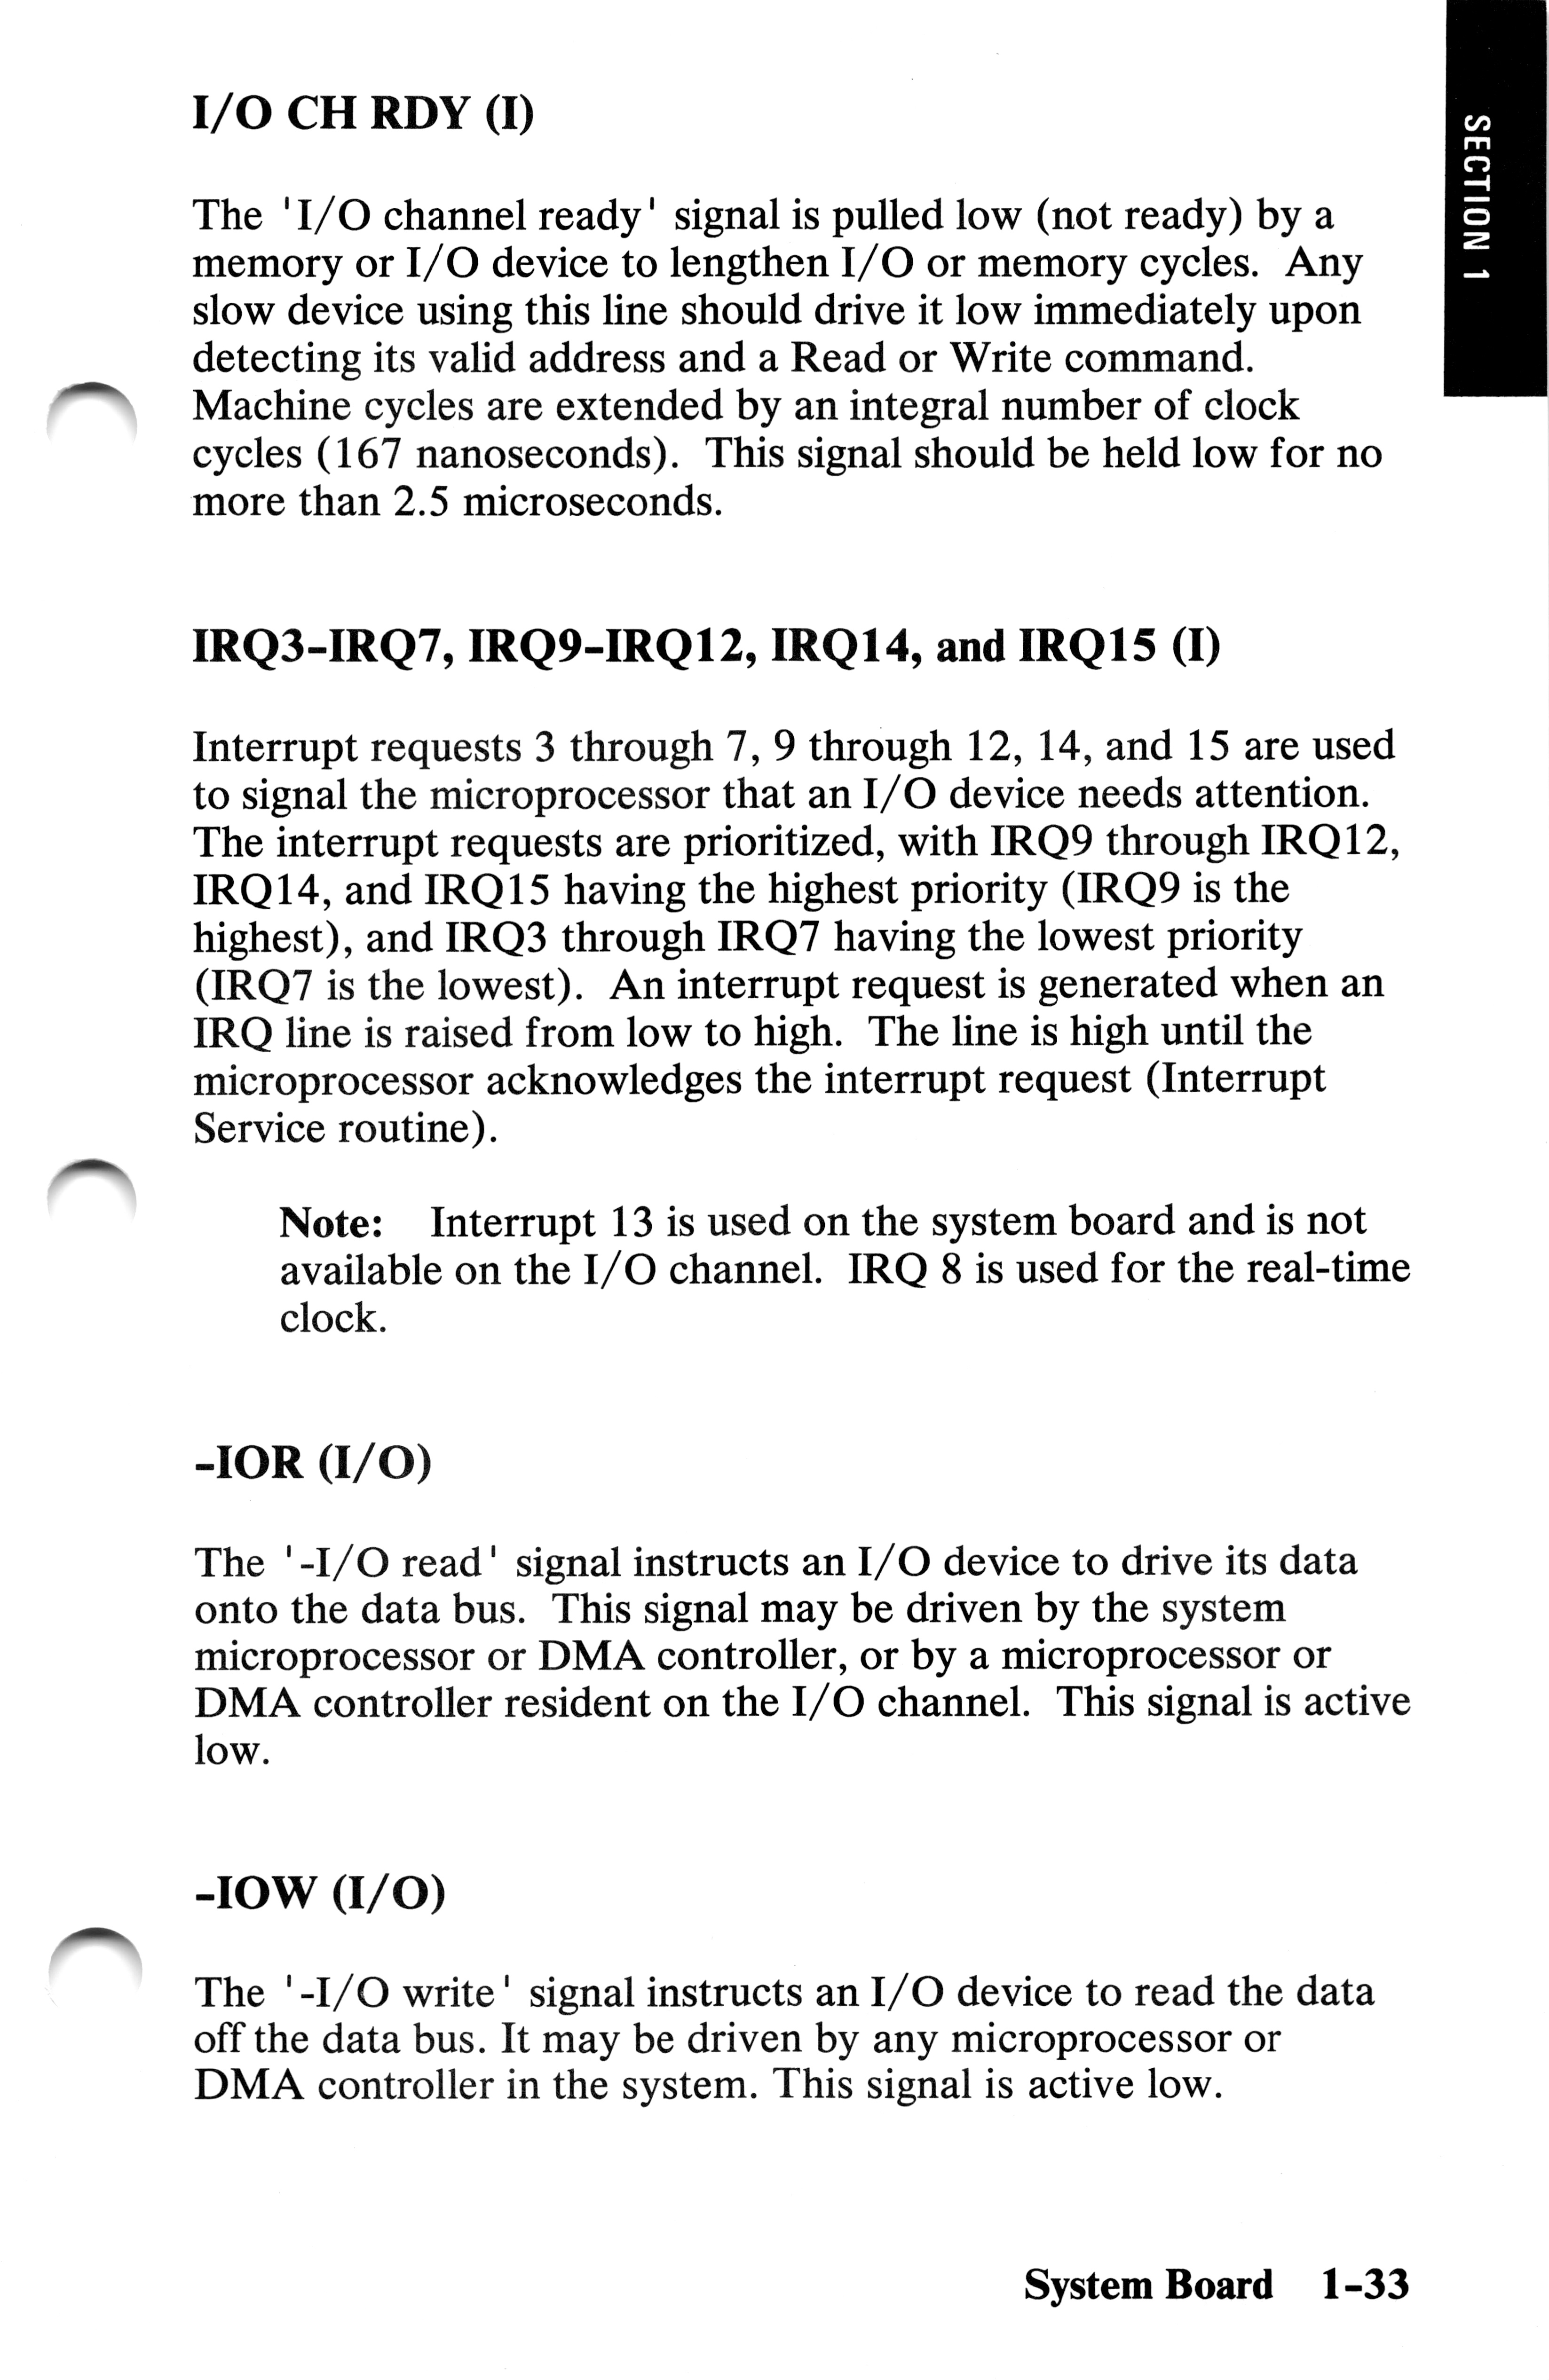 I/O CH RDY (I)
SECTION 1
The 'I/O channel ready' signal is pulled low (not ready) by a
memory or I/O device to lengthen I/O or memory cycles. Any
slow device using this line should drive it low immediately upon
detecting its valid address and a Read or Write command.
Machine cycles are extended by an integral number of clock
cycles (167 nanoseconds). This signal should be held low for no
more than 2.5 microseconds.
IRQ3-IRQ7, IRQ9-IRQ12, IRQ14, and IRQ15 (I)
Interrupt requests 3 through 7, 9 through 12, 14, and 15 are used
to signal the microprocessor that an I/O device needs attention.
The interrupt requests are prioritized, with IRQ9 through IRQ12,
IRQ14, and IRQ15 having the highest priority (IRQ9 is the
highest), and IRQ3 through IRQ7 having the lowest priority
(IRQ7 is the lowest). An interrupt request is generated when an
IRQ line is raised from low to high. The line is high until the
microprocessor acknowledges the interrupt request (Interrupt
Service routine).
Note: Interrupt 13 is used on the system board and is not
available on the I/O channel. IRQ 8 is used for the real-time
clock.
-IOR (I/O)
The '-I/O read' signal instructs an I/O device to drive its data
onto the data bus. This signal may be driven by the system
microprocessor or DMA controller, or by a microprocessor or
DMA controller resident on the I/O channel. This signal is active
low.
-IOW (I/O)
The '-I/O write' signal instructs an I/O device to read the data
off the data bus. It may be driven by any microprocessor or
DMA controller in the system. This signal is active low.
System Board 1-33